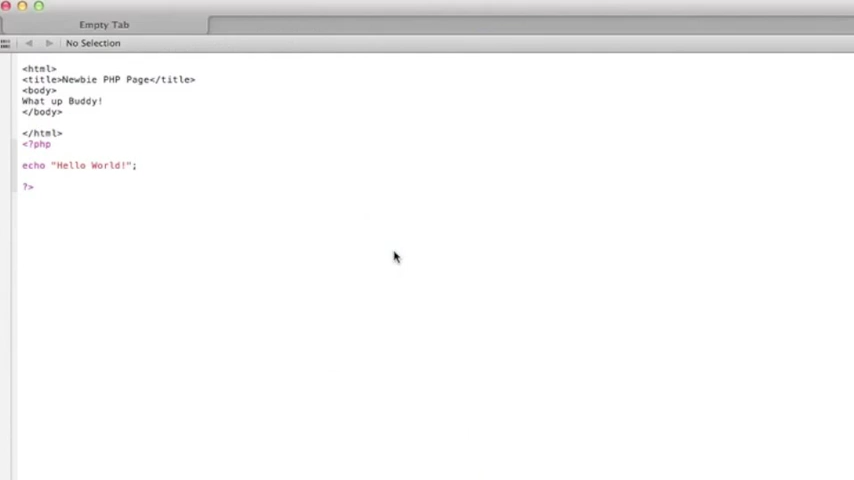 Empty Tab
No Selection
<html>
<title>Newbie PHP Page</title>
<body>
What up Buddy!
</body>
</html>
<?php
echo "Hello World!";
?>